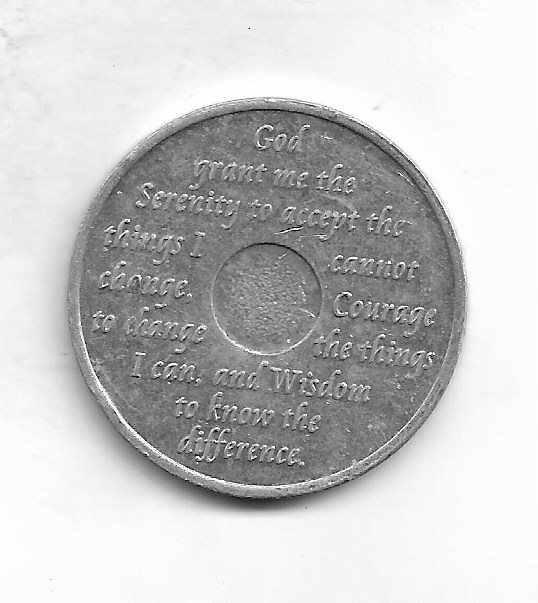 God
grant me the
Serenity to accept the
things I cannot
change, Courage
to change the things
I can, and Wisdom
to know the
difference.